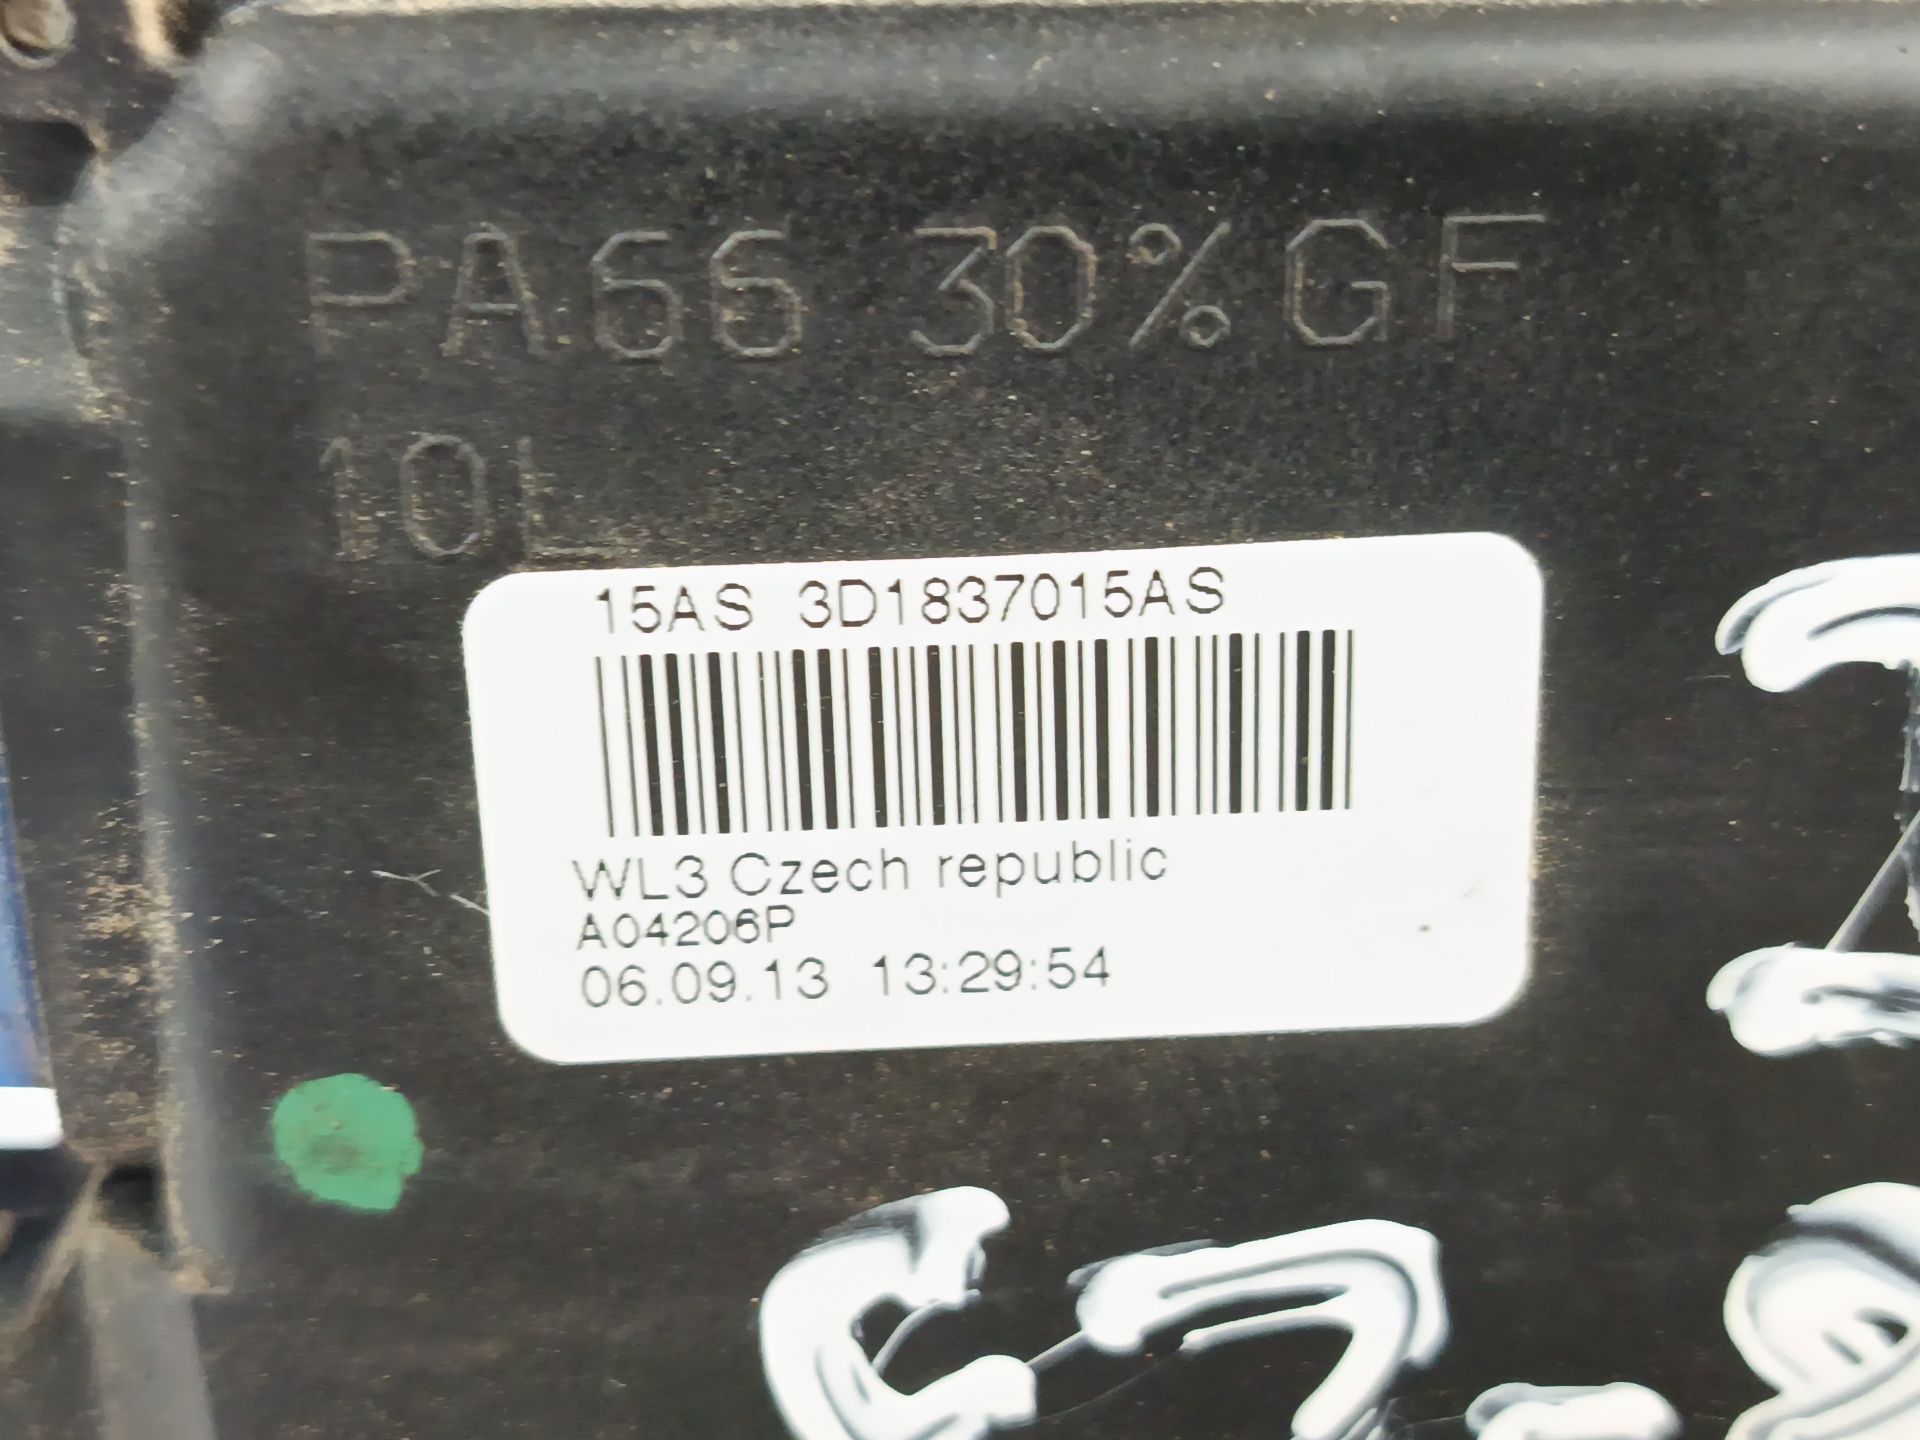 PA66 30%GF
10L
15AS 3D1837015AS
WL3 Czech republic
A04206P
06.09.13 13:29:54